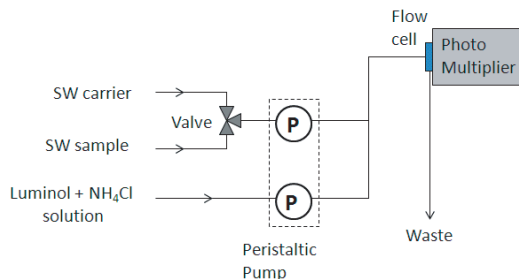 Flow
cell
Photo
Multiplier
SW carrier
Valve
P
SW sample
Luminol + NH₄Cl
solution
P
Waste
Peristaltic
Pump